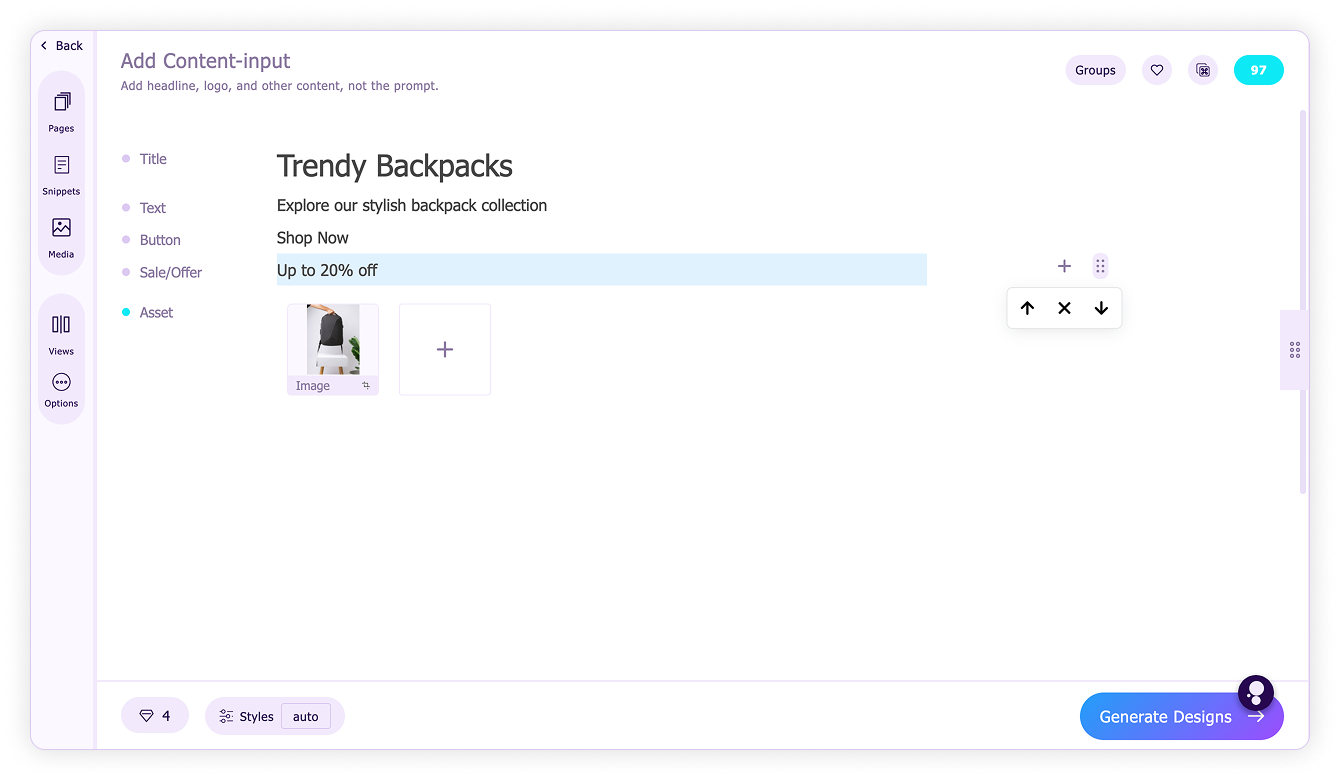 Back
Pages
Snippets
Media
Views
Options
Add Content-input
Add headline, logo, and other content, not the prompt.
Groups
97
Title
Trendy Backpacks
Text
Explore our stylish backpack collection
Button
Shop Now
Sale/Offer
Up to 20% off
Asset
Image
4
Styles
auto
Generate Designs